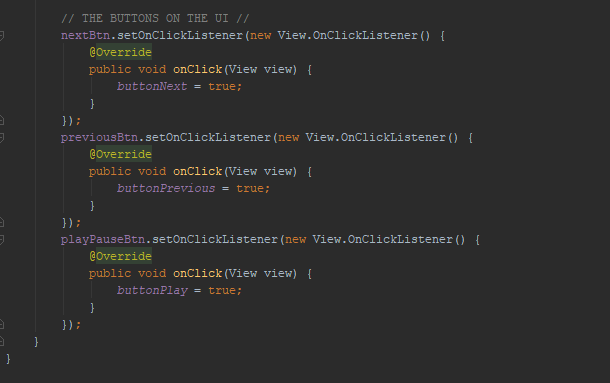 // THE BUTTONS ON THE UI //
nextBtn.setOnClickListener(new View.OnClickListener() {
@Override
public void onClick(View view) {
buttonNext = true;
}
});
previousBtn.setOnClickListener(new View.OnClickListener() {
@Override
public void onClick(View view) {
buttonPrevious = true;
}
});
playPauseBtn.setOnClickListener(new View.OnClickListener() {
@Override
public void onClick(View view) {
buttonPlay = true;
}
});
}
}